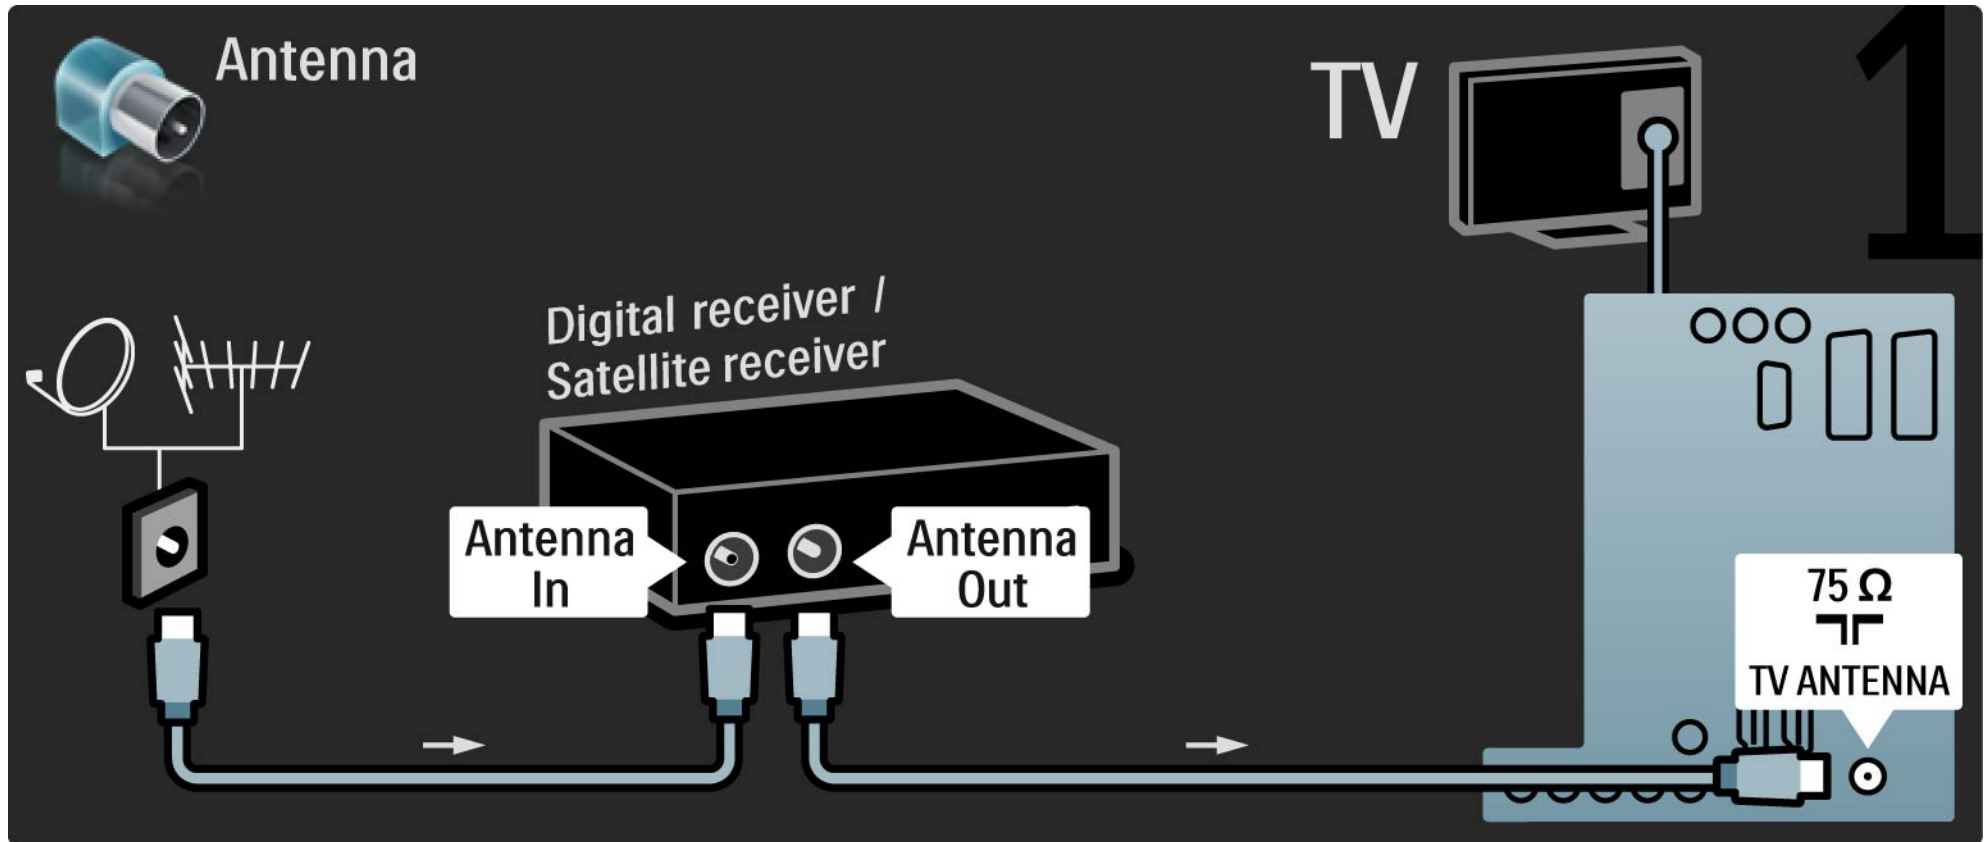 Antenna
TV
1
Digital receiver /
Satellite receiver
Antenna
In
Antenna
Out
75 Ω
TV ANTENNA